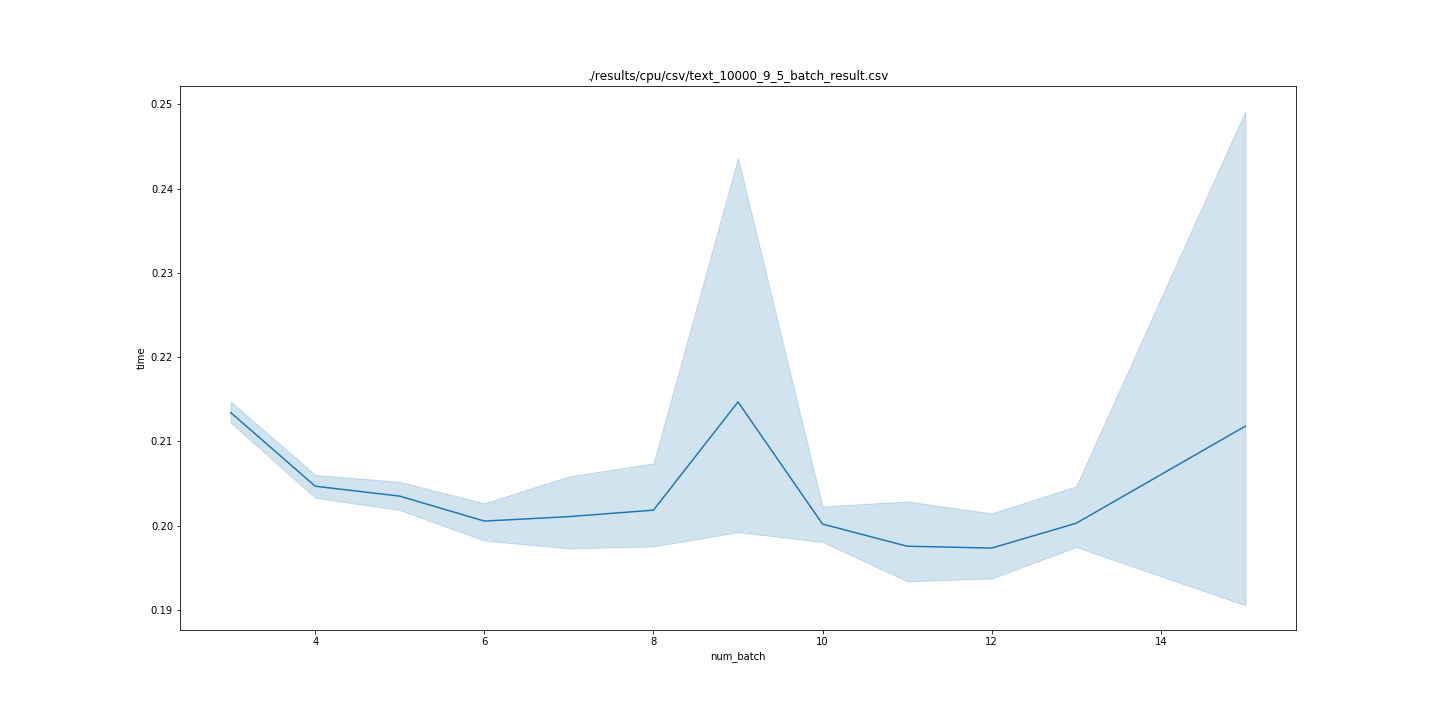 ./results/cpu/csv/text_10000_9_5_batch_result.csv
0.25
0.24
0.23
0.22
0.21
0.20
0.19
time
4 6 8 10 12 14
num_batch